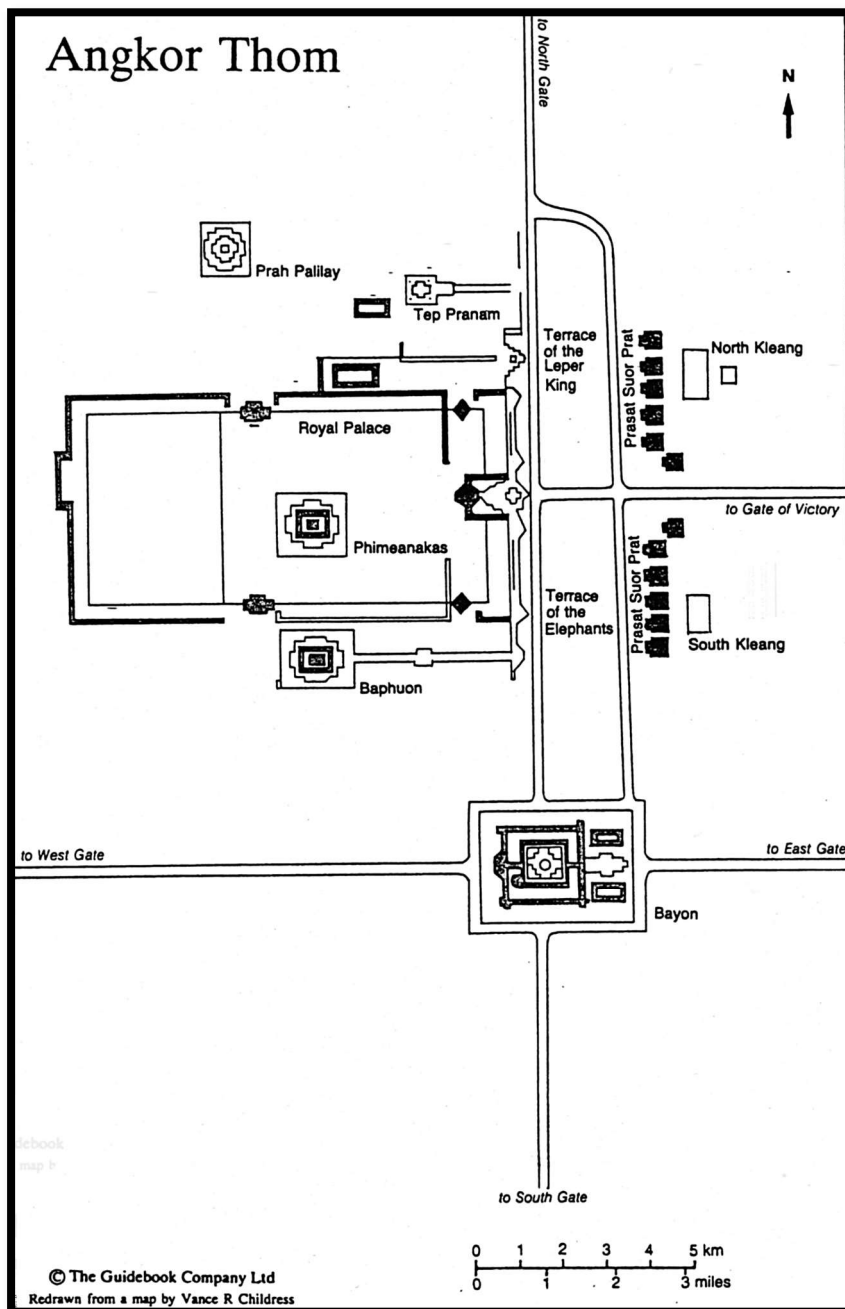 Angkor Thom
to North Gate
N
Prah Palilay
Tep Pranam
Terrace
of the
Leper
King
Prasat Suor Prat
North Kleang
Royal Palace
to Gate of Victory
Phimeanakas
Terrace
of the
Elephants
Prasat Suor Prat
South Kleang
Baphuon
to West Gate
to East Gate
Bayon
debook
map b
to South Gate
0 1 2 3 4 5 km
0 1 2 3 miles
© The Guidebook Company Ltd
Redrawn from a map by Vance R Childress